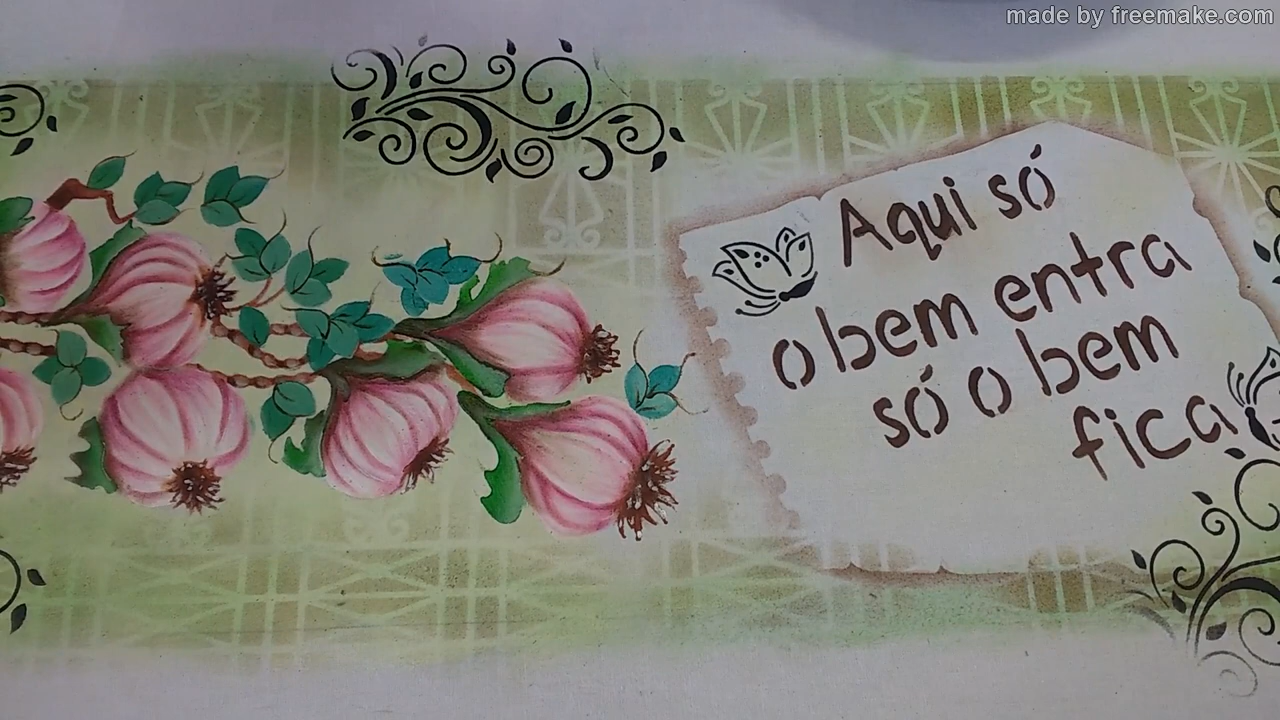 made by freemake.com
Aqui só
o bem entra
só o bem
fica